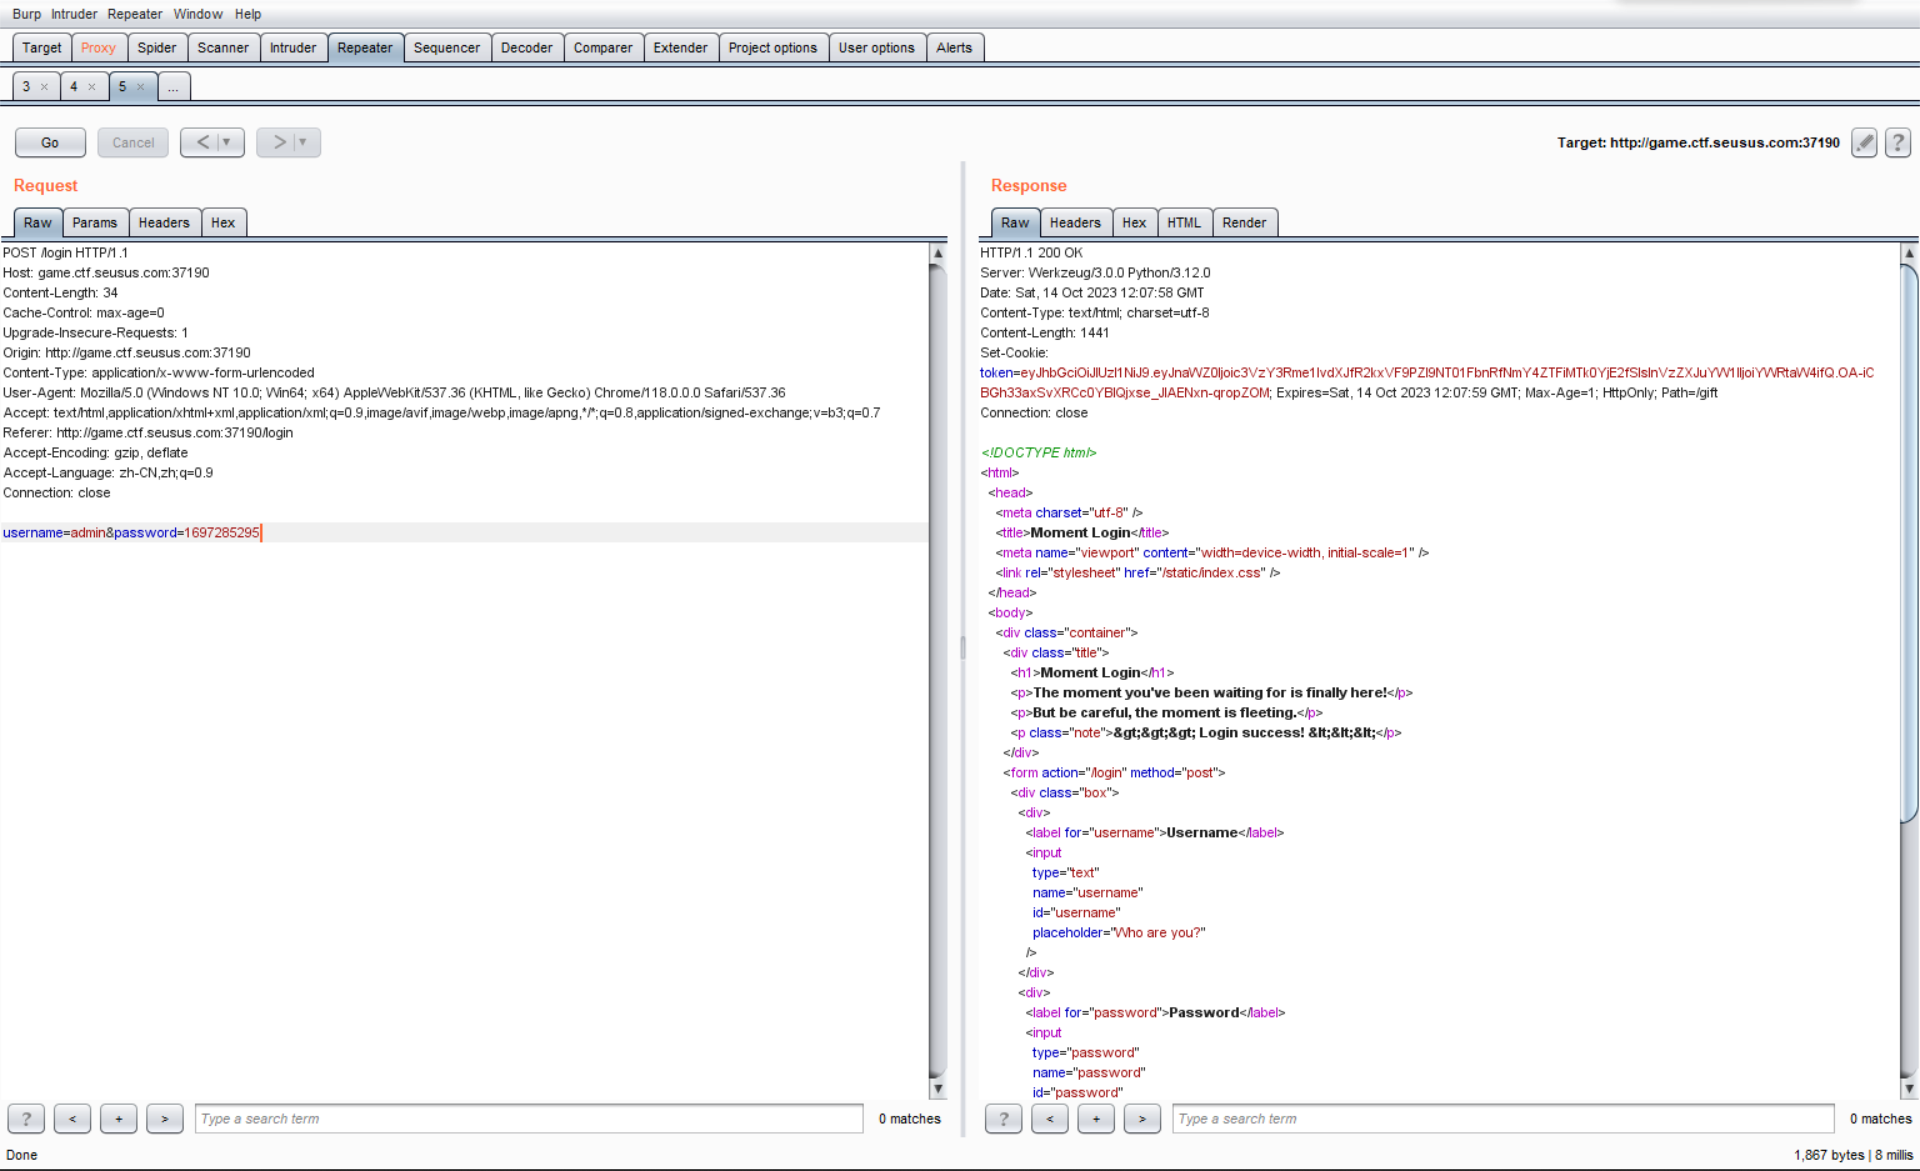 Burp Intruder Repeater Window Help
Target Proxy Spider Scanner Intruder Repeater Sequencer Decoder Comparer Extender Project options User options Alerts
3 × 4 × 5 × ...
Go Cancel < ▼ > ▼ Target: http://game.ctf.seusus.com:37190 ?
Request
Raw Params Headers Hex
POST /login HTTP/1.1
Host: game.ctf.seusus.com:37190
Content-Length: 34
Cache-Control: max-age=0
Upgrade-Insecure-Requests: 1
Origin: http://game.ctf.seusus.com:37190
Content-Type: application/x-www-form-urlencoded
User-Agent: Mozilla/5.0 (Windows NT 10.0; Win64; x64) AppleWebKit/537.36 (KHTML, like Gecko) Chrome/118.0.0.0 Safari/537.36
Accept: text/html,application/xhtml+xml,application/xml;q=0.9,image/avif,image/webp,image/apng,*/*;q=0.8,application/signed-exchange;v=b3;q=0.7
Referer: http://game.ctf.seusus.com:37190/login
Accept-Encoding: gzip, deflate
Accept-Language: zh-CN,zh;q=0.9
Connection: close
username=admin&password=1697285295
? < + > Type a search term 0 matches
Response
Raw Headers Hex HTML Render
HTTP/1.1 200 OK
Server: Werkzeug/3.0.0 Python/3.12.0
Date: Sat, 14 Oct 2023 12:07:58 GMT
Content-Type: text/html; charset=utf-8
Content-Length: 1441
Set-Cookie:
Expires=Sat, 14 Oct 2023 12:07:59 GMT; Max-Age=1; HttpOnly; Path=/gift
Connection: close
<!DOCTYPE html>
<html>
<head>
<meta charset="utf-8" />
<title>Moment Login</title>
<meta name="viewport" content="width=device-width, initial-scale=1" />
<link rel="stylesheet" href="/static/index.css" />
</head>
<body>
<div class="container">
<div class="title">
<h1>Moment Login</h1>
<p>The moment you've been waiting for is finally here!</p>
<p>But be careful, the moment is fleeting.</p>
<p class="note">&gt;&gt;&gt; Login success! &lt;&lt;&lt;</p>
</div>
<form action="/login" method="post">
<div class="box">
<div>
<label for="username">Username</label>
<input
type="text"
name="username"
id="username"
placeholder="Who are you?"
/>
</div>
<div>
<label for="password">Password</label>
<input
type="password"
name="password"
id="password"
? < + > Type a search term 0 matches
Done 1,867 bytes | 8 millis